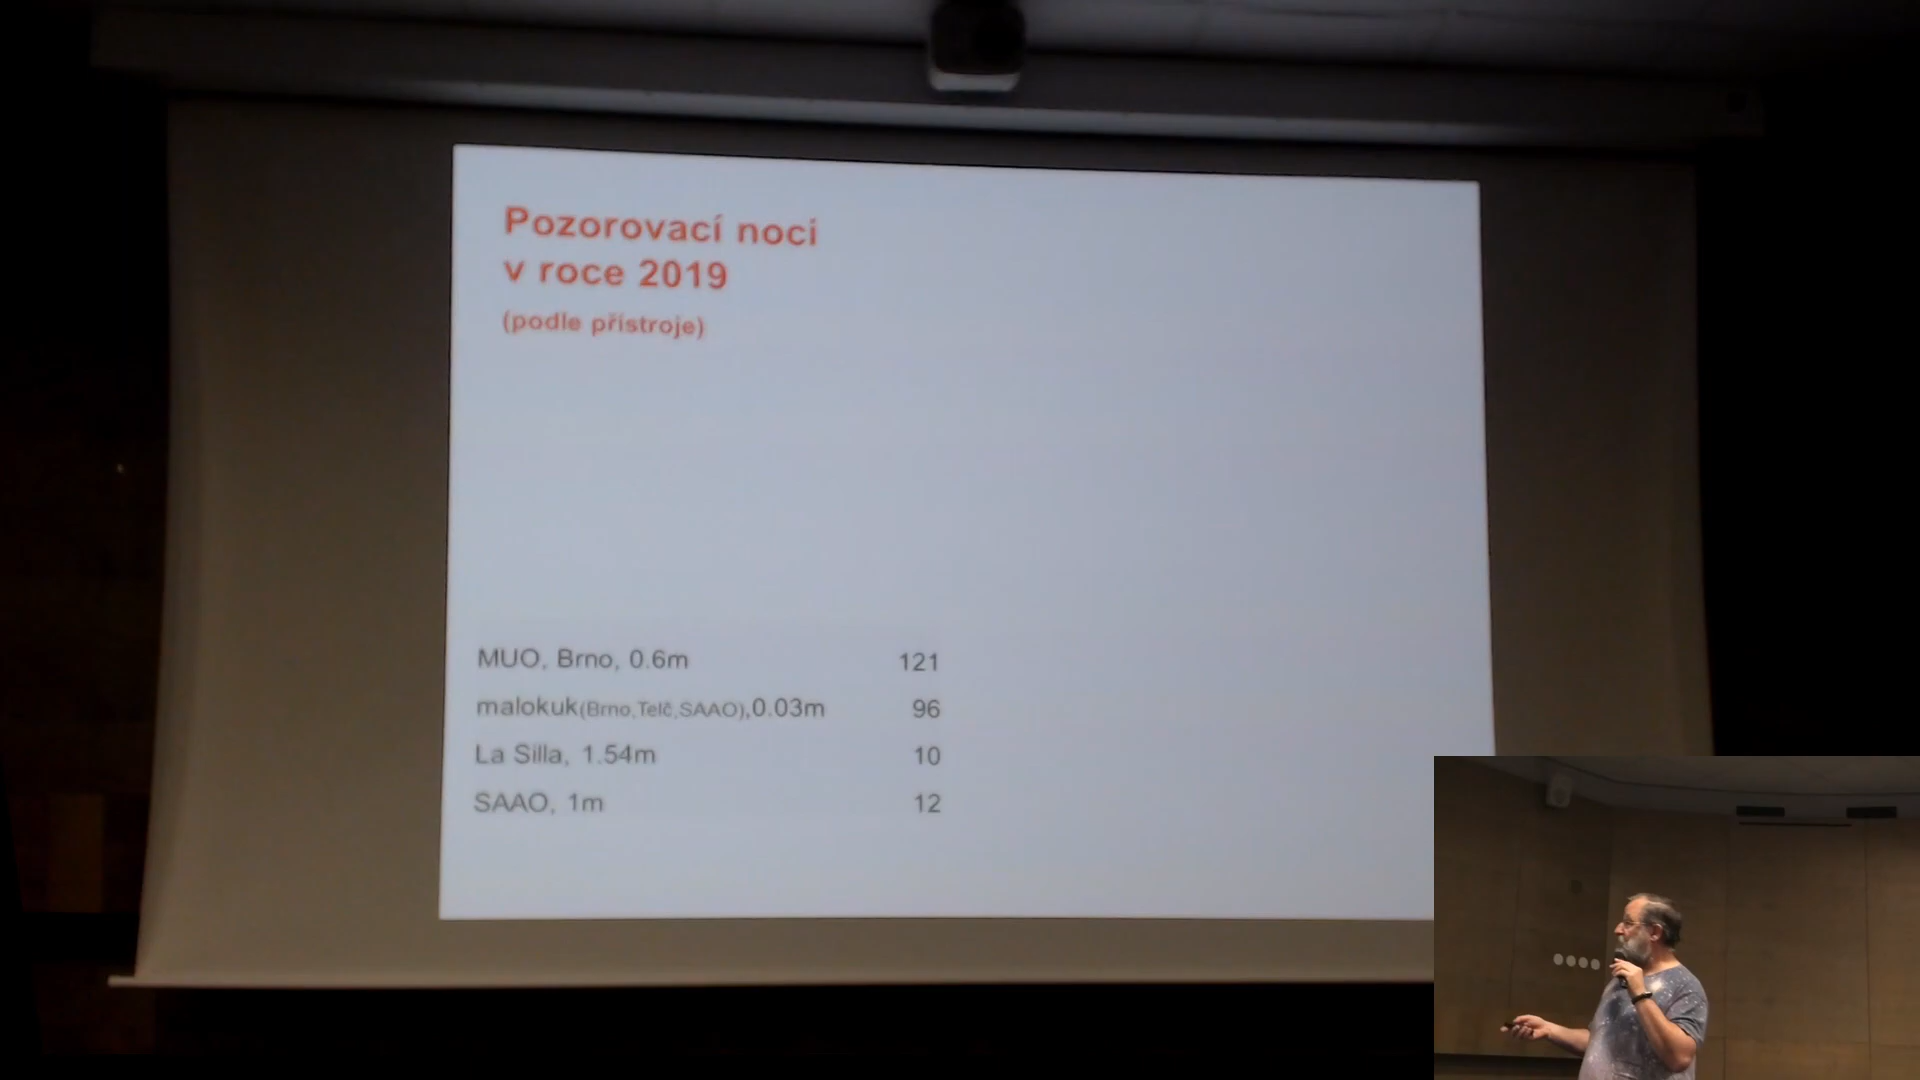 Pozorovací noci
v roce 2019
(podle přístroje)
MUO, Brno, 0.6m 121
malokuk(Brno,Telč,SAAO),0.03m 96
La Silla, 1.54m 10
SAAO, 1m 12